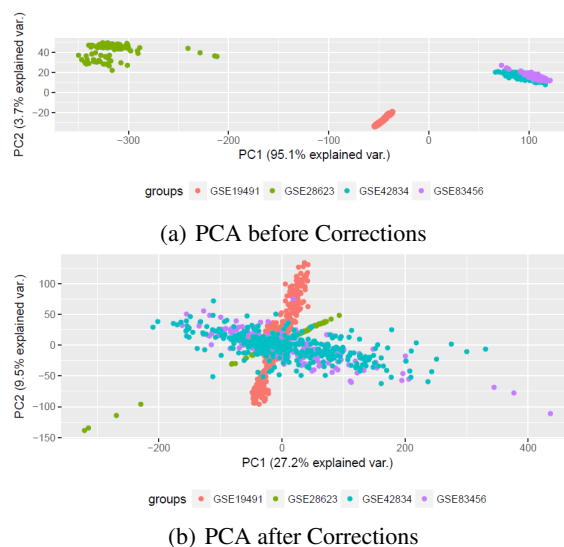 PC2 (3.7% explained var.)
40
20
0
−20
−300
−200
−100
0
100
PC1 (95.1% explained var.)
groups GSE19491 GSE28623 GSE42834 GSE83456
(a) PCA before Corrections
PC2 (9.5% explained var.)
100
50
0
−50
−100
−150
−200
0
200
400
PC1 (27.2% explained var.)
groups GSE19491 GSE28623 GSE42834 GSE83456
(b) PCA after Corrections